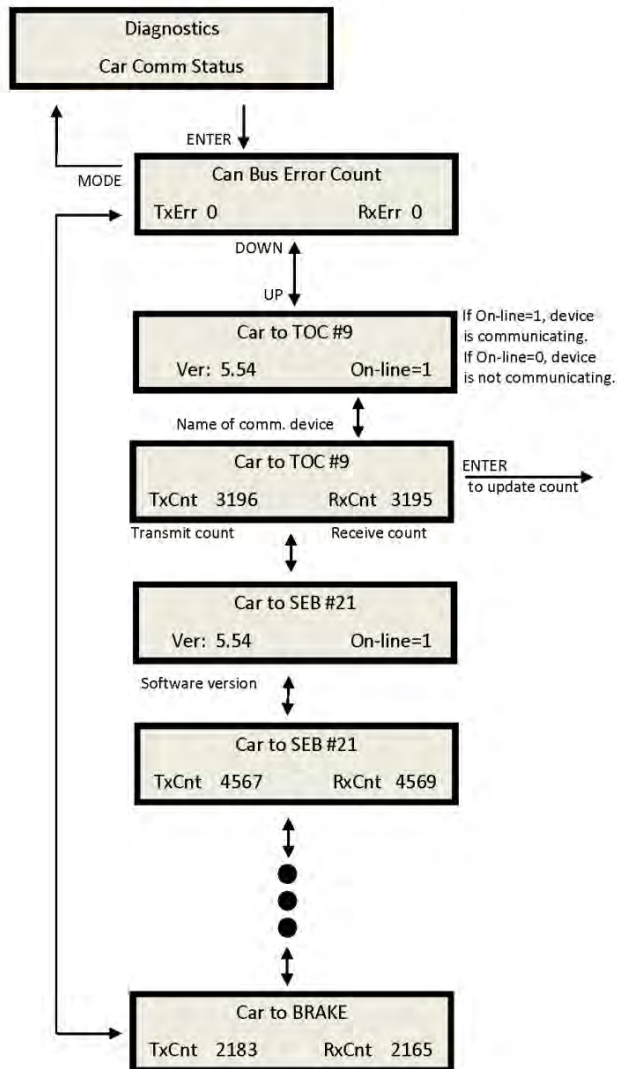 Diagnostics
Car Comm Status
ENTER
MODE
Can Bus Error Count
TxErr 0 RxErr 0
DOWN
UP
Car to TOC #9
Ver: 5.54 On-line=1
If On-line=1, device
is communicating.
If On-line=0, device
is not communicating.
Name of comm. device
Car to TOC #9
TxCnt 3196 RxCnt 3195
ENTER
to update count
Transmit count Receive count
Car to SEB #21
Ver: 5.54 On-line=1
Software version
Car to SEB #21
TxCnt 4567 RxCnt 4569
Car to BRAKE
TxCnt 2183 RxCnt 2165